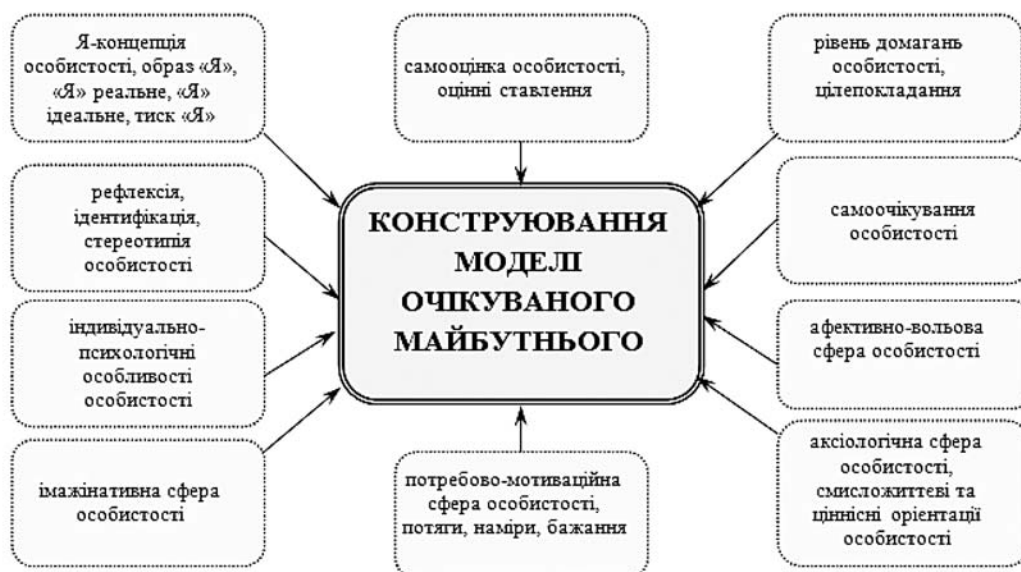 Я-концепція
особистості, образ «Я»,
«Я» реальне, «Я»
ідеальне, тиск «Я»
самооцінка особистості,
оцінні ставлення
рівень домагань
особистості,
цілепокладання
рефлексія,
ідентифікація,
стереотипія
особистості
КОНСТРУЮВАННЯ
МОДЕЛІ
ОЧІКУВАНОГО
МАЙБУТНЬОГО
самоочікування
особистості
індивідуально-
психологічні
особливості
особистості
афективно-вольова
сфера особистості
імажінативна сфера
особистості
потребово-мотиваційна
сфера особистості,
потяги, наміри, бажання
аксіологічна сфера
особистості,
смисложиттєві та
ціннісні орієнтації
особистості